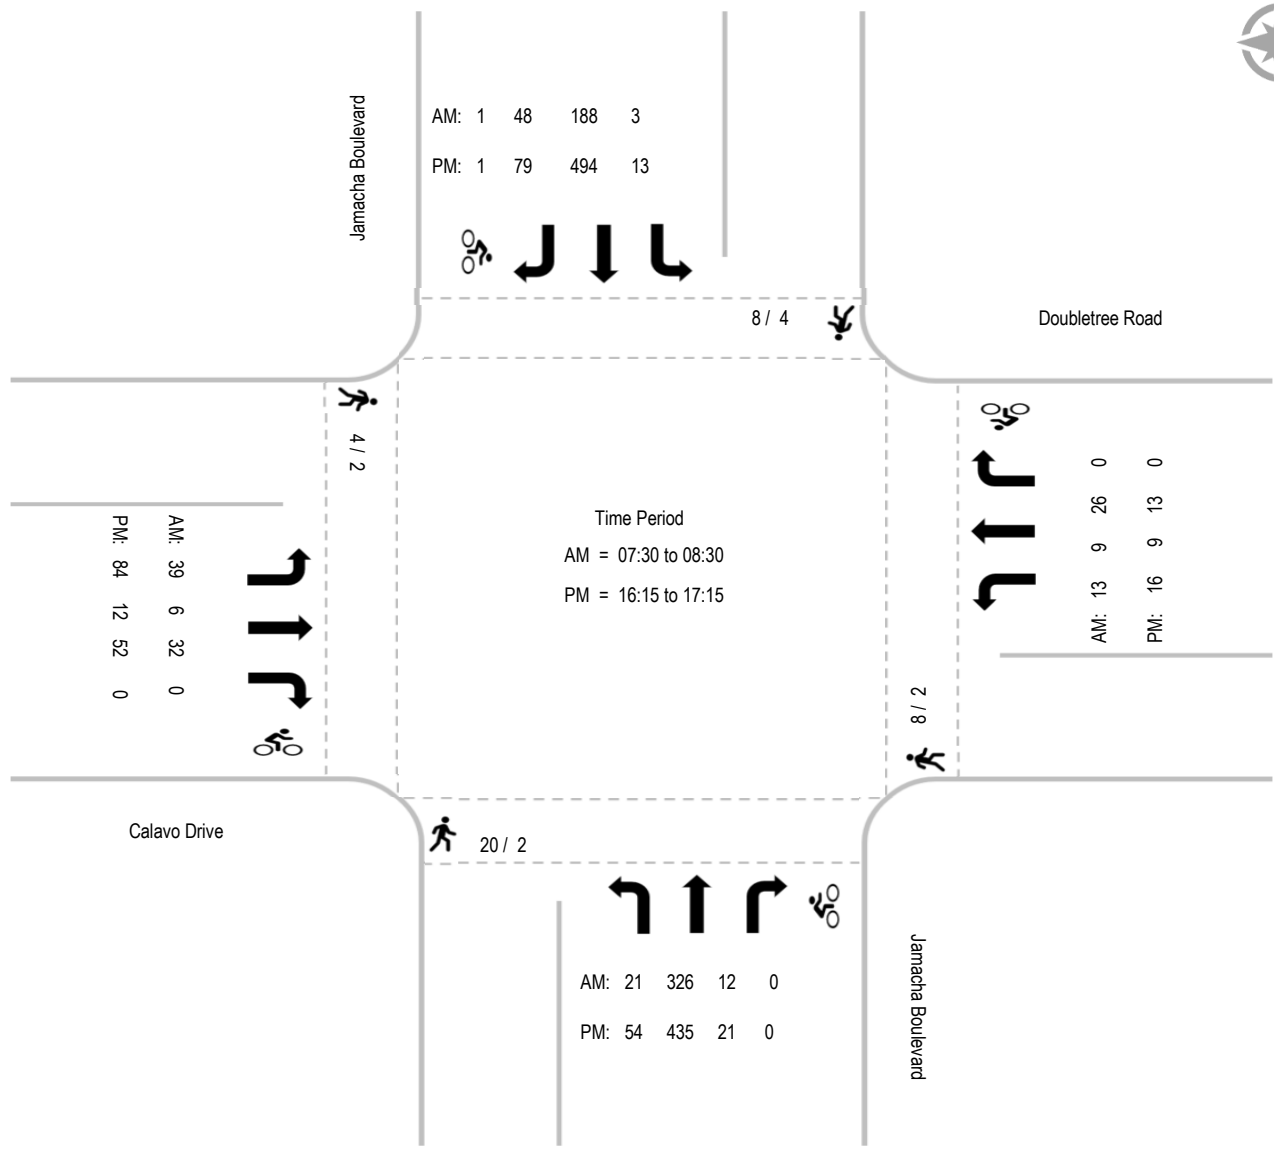 Jamacha Boulevard
AM: 1 48 188 3
PM: 1 79 494 13
8 / 4
Doubletree Road
4 / 2
PM: 84 12 52 0
AM: 39 6 32 0
Time Period
AM = 07:30 to 08:30
PM = 16:15 to 17:15
AM: 13 9 26 0
PM: 16 9 13 0
8 / 2
Calavo Drive
20 / 2
AM: 21 326 12 0
PM: 54 435 21 0
Jamacha Boulevard